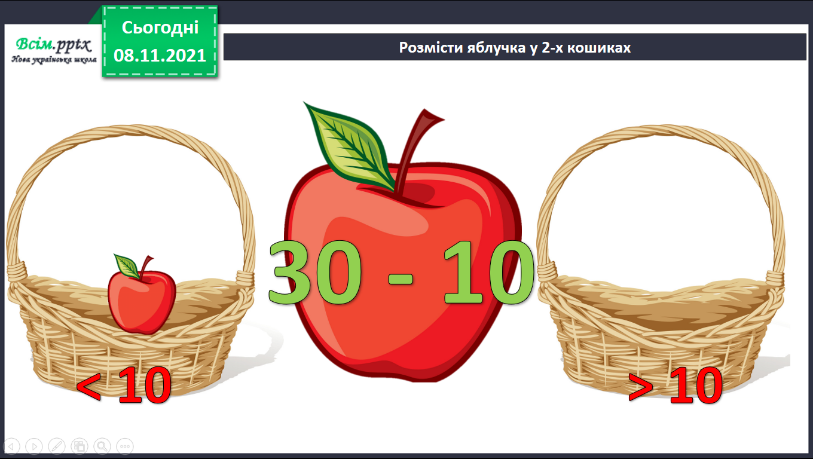 Всім.pptx
Нова українська школа
Сьогодні
08.11.2021
Розмісти яблучка у 2-х кошиках
30 - 10
< 10
> 10